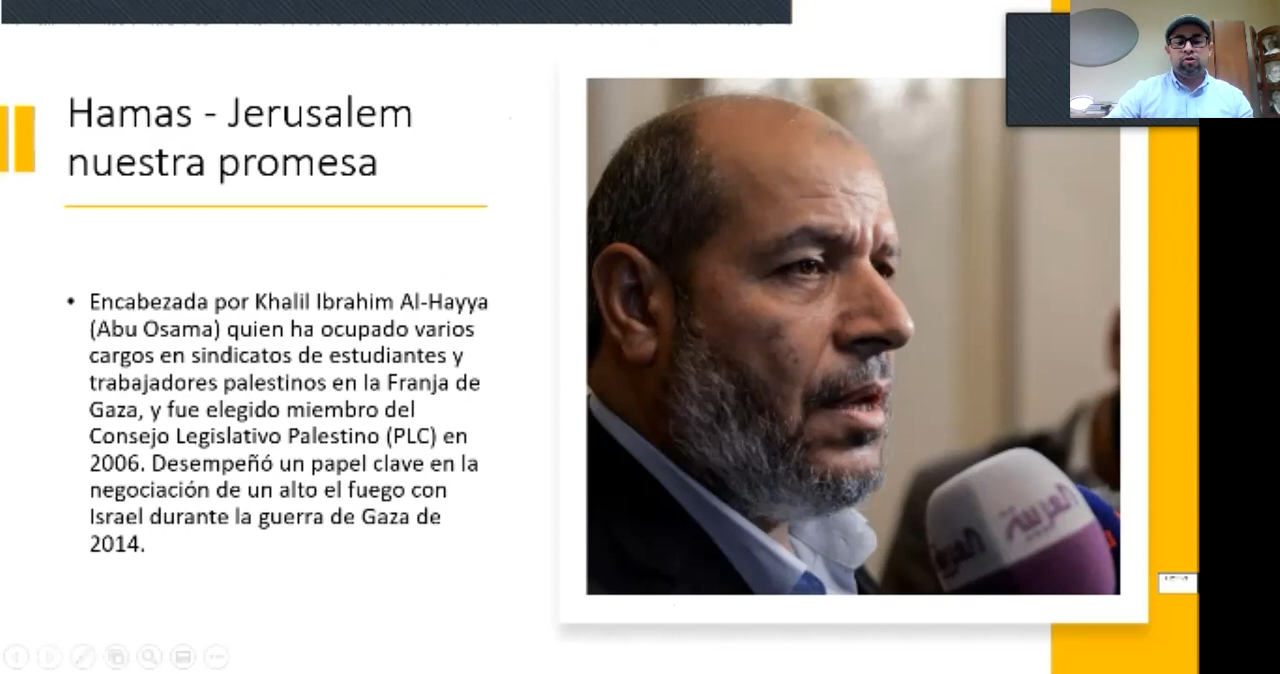 Hamas - Jerusalem
nuestra promesa
• Encabezada por Khalil Ibrahim Al-Hayya
(Abu Osama) quien ha ocupado varios
cargos en sindicatos de estudiantes y
trabajadores palestinos en la Franja de
Gaza, y fue elegido miembro del
Consejo Legislativo Palestino (PLC) en
2006. Desempeñó un papel clave en la
negociación de un alto el fuego con
Israel durante la guerra de Gaza de
2014.
العربية